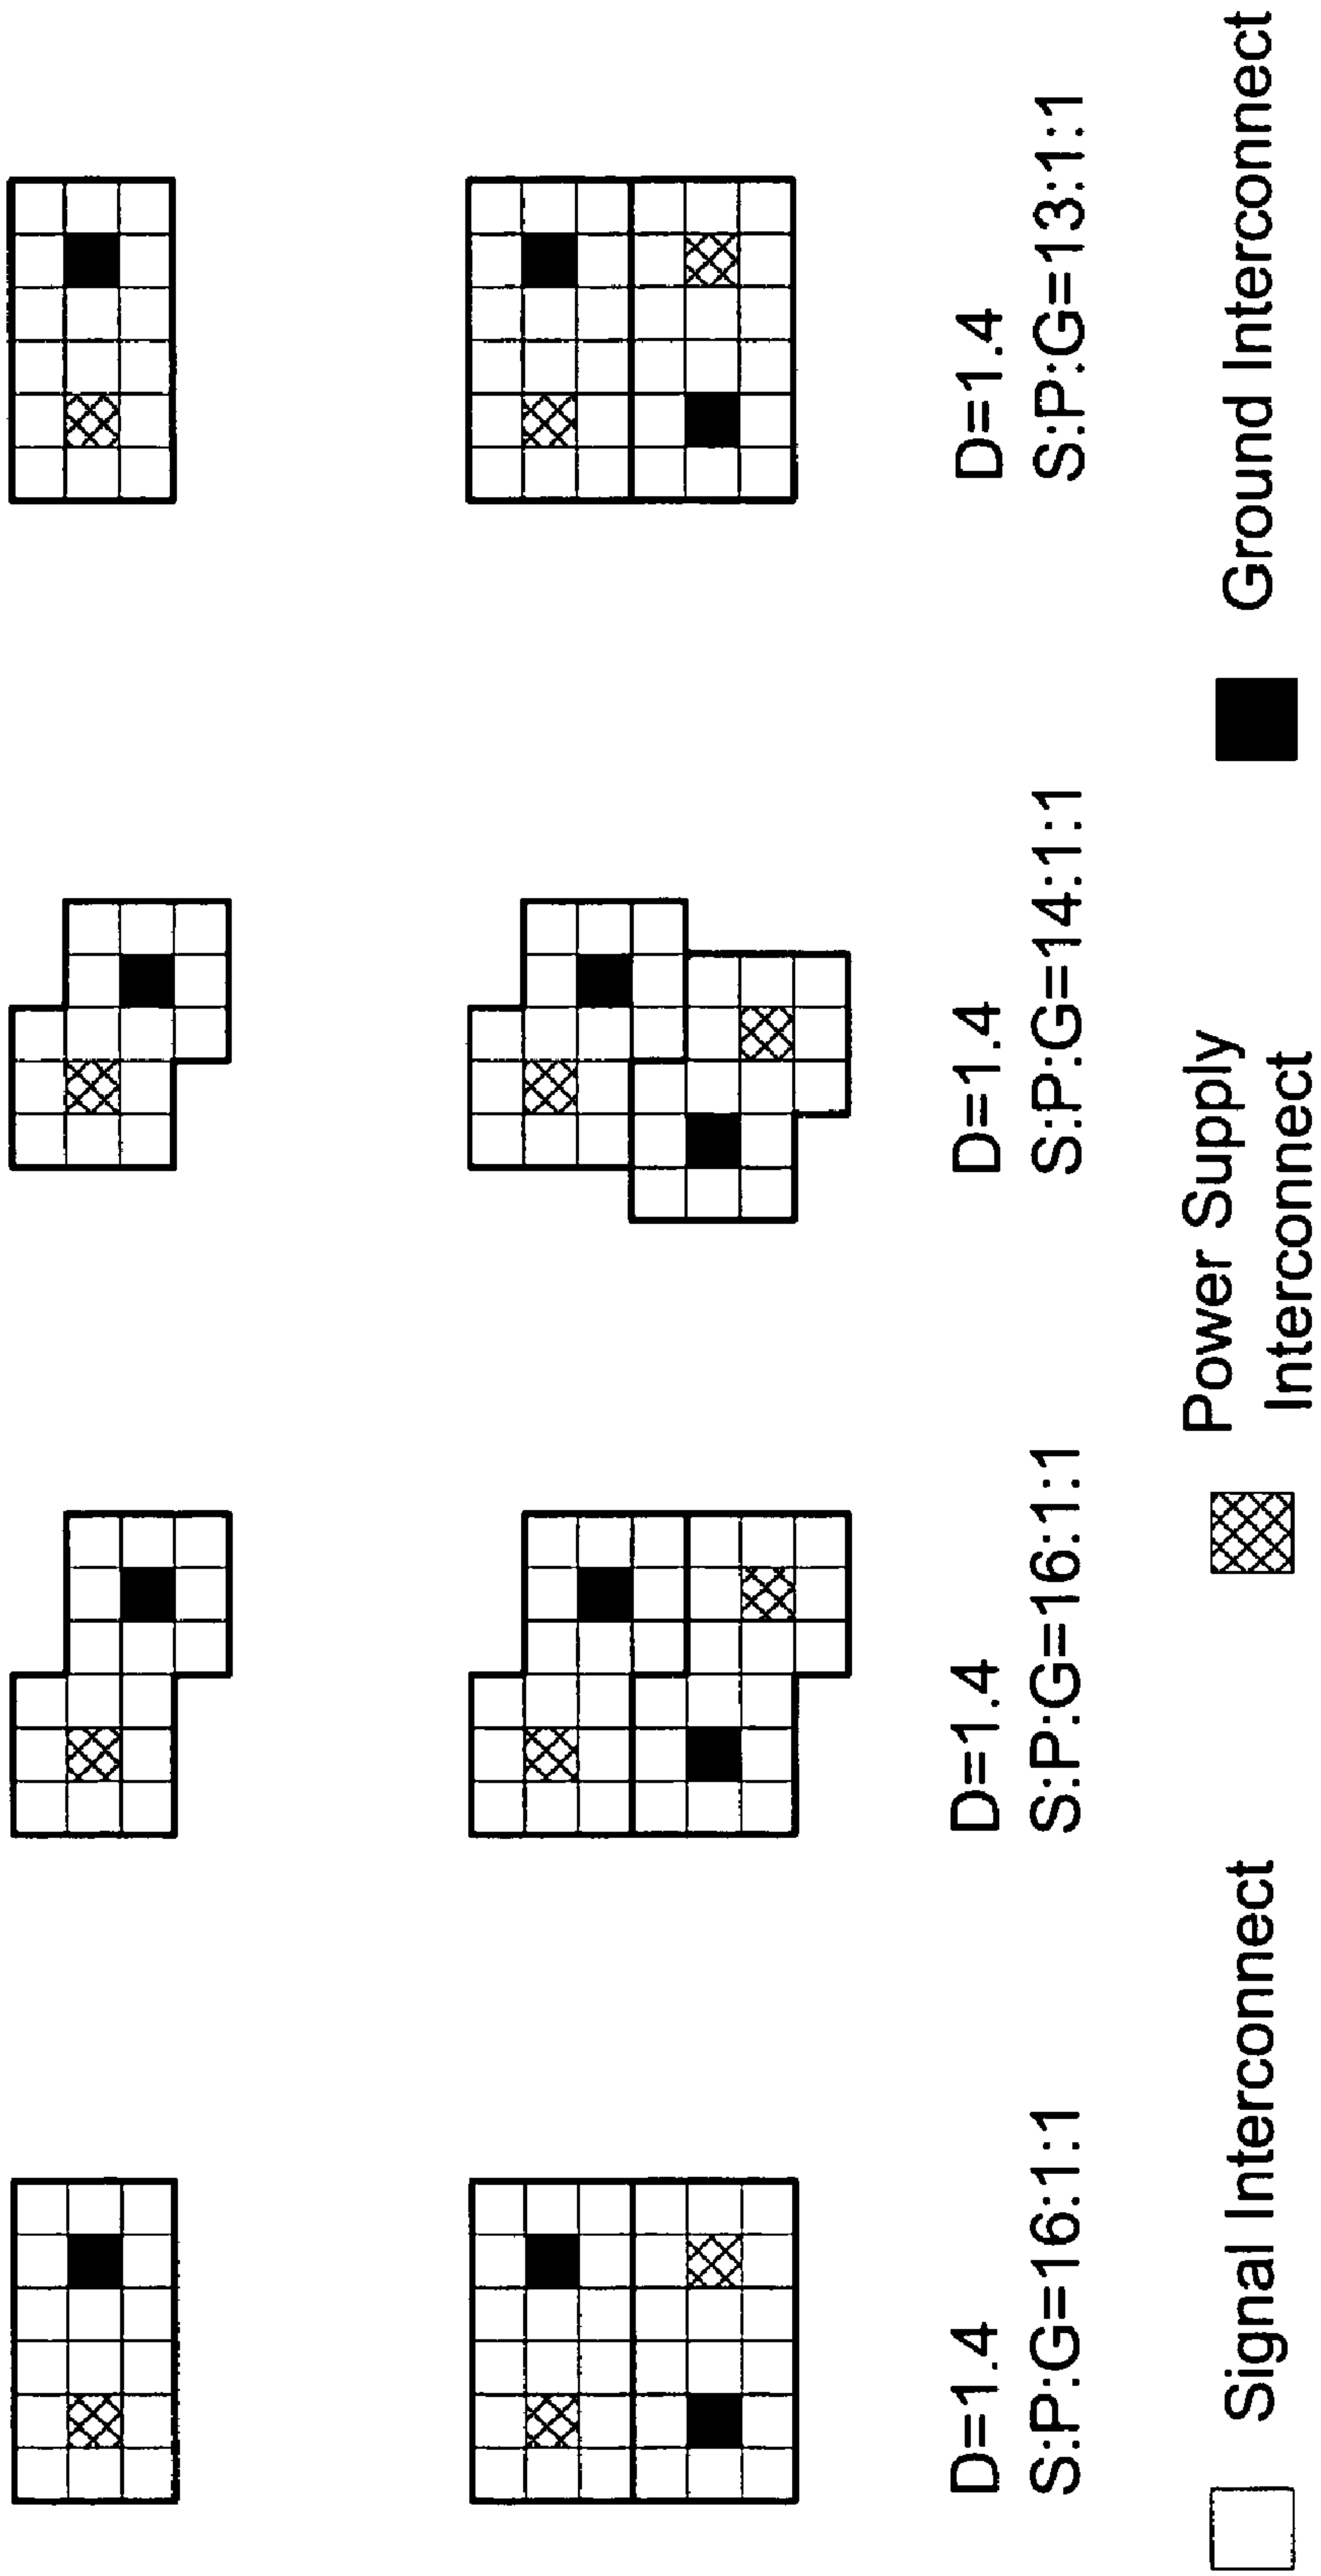 D=1.4
S:P:G=16:1:1
D=1.4
S:P:G=16:1:1
D=1.4
S:P:G=14:1:1
D=1.4
S:P:G=13:1:1
Signal Interconnect
Power Supply
Interconnect
Ground Interconnect